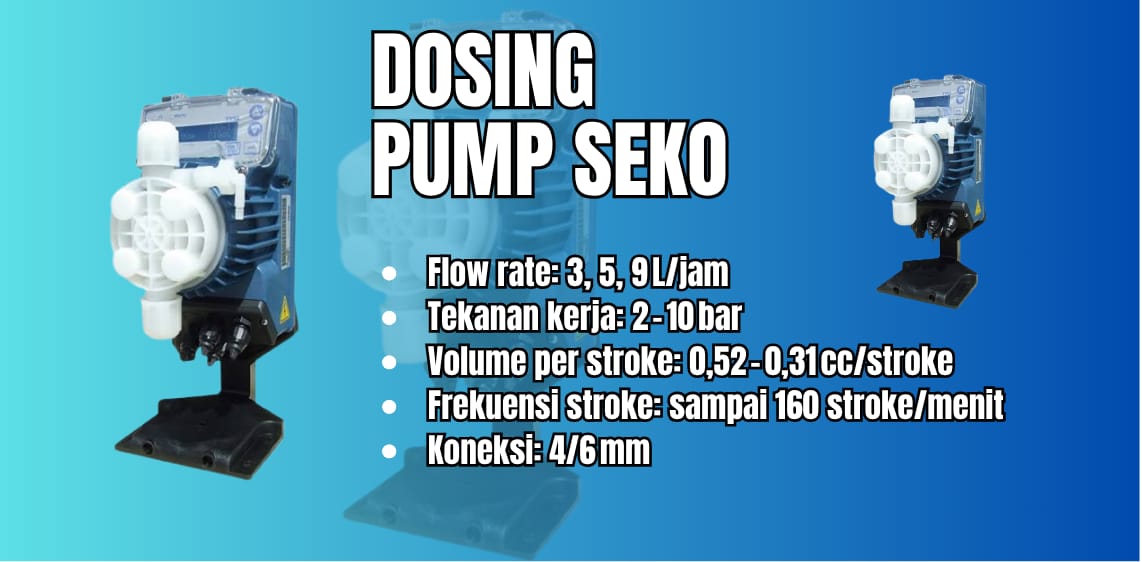 DOSING
PUMP SEKO
Flow rate: 3, 5, 9 L/jam
Tekanan kerja: 2 - 10 bar
Volume per stroke: 0,52 - 0,31 cc/stroke
Frekuensi stroke: sampai 160 stroke/menit
Koneksi: 4/6 mm